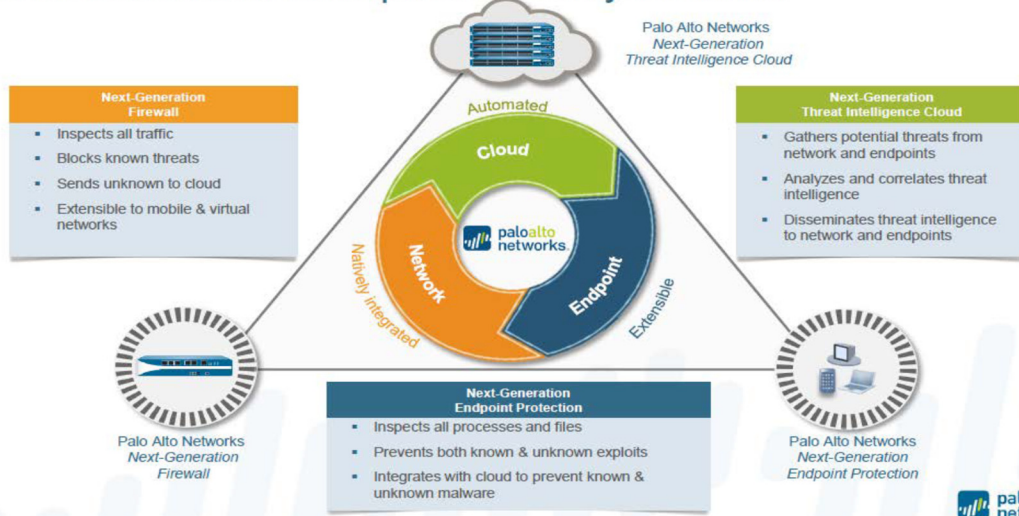 Palo Alto Networks
Next-Generation
Threat Intelligence Cloud
Next-Generation
Firewall
▪ Inspects all traffic
▪ Blocks known threats
▪ Sends unknown to cloud
▪ Extensible to mobile & virtual
networks
Automated
Cloud
Network
Endpoint
Natively integrated
Extensible
paloalto
networks.
Next-Generation
Threat Intelligence Cloud
▪ Gathers potential threats from
network and endpoints
▪ Analyzes and correlates threat
intelligence
▪ Disseminates threat intelligence
to network and endpoints
Palo Alto Networks
Next-Generation
Firewall
Next-Generation
Endpoint Protection
▪ Inspects all processes and files
▪ Prevents both known & unknown exploits
▪ Integrates with cloud to prevent known &
unknown malware
Palo Alto Networks
Next-Generation
Endpoint Protection